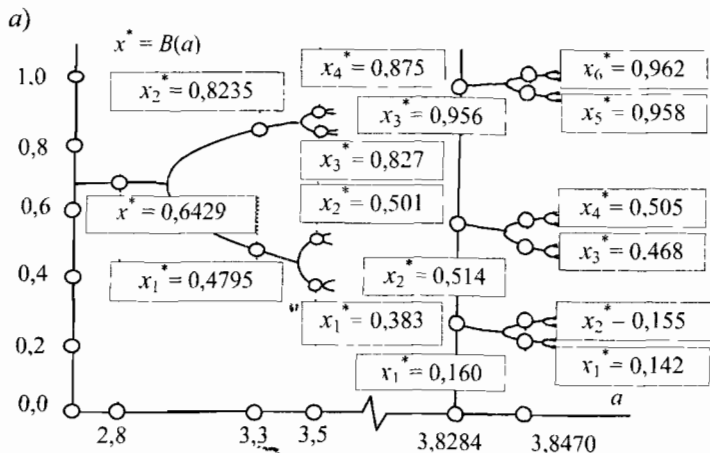 a)
x* = B(a)
1.0
0,8
0,6
0,4
0,2
0,0
x₂* = 0,8235
x* = 0,6429
x₁* = 0,4795
x₄* = 0,875
x₃* = 0,956
x₃* = 0,827
x₂* = 0,501
x₂* = 0,514
x₁* = 0,383
x₁* = 0,160
x₆* = 0,962
x₅* = 0,958
x₄* = 0,505
x₃* = 0.468
x₂* – 0,155
x₁* = 0,142
a
2,8
3,3
3,5
3,8284
3,8470